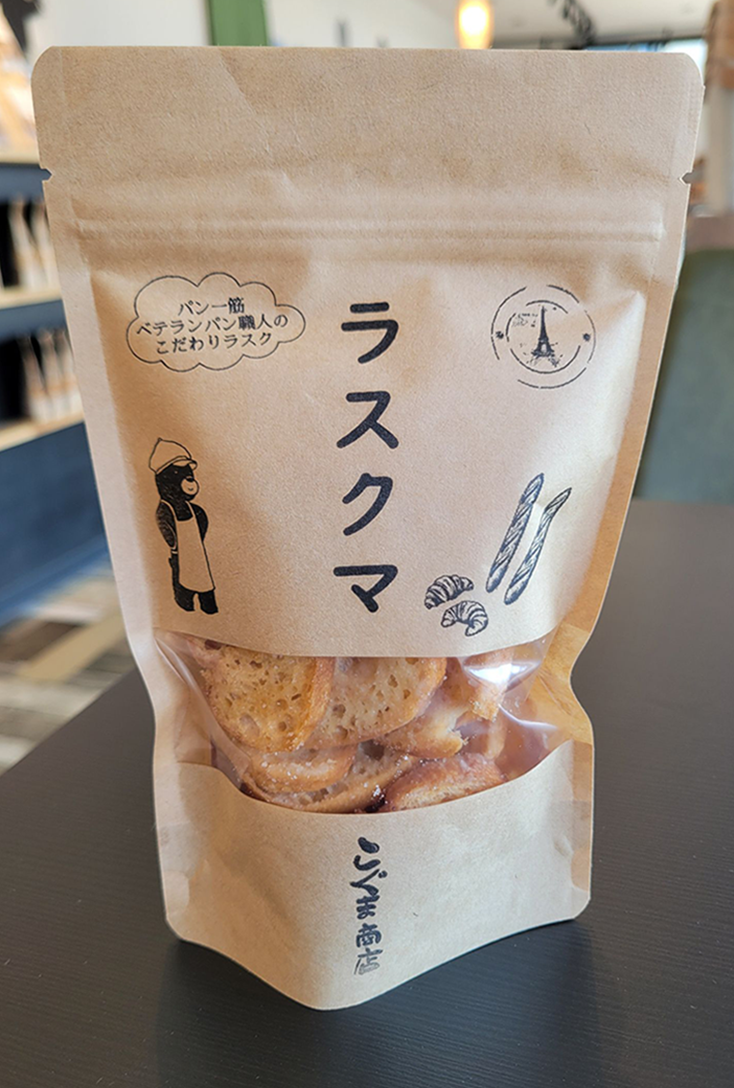 パン一筋
ベテランパン職人の
こだわりラスク
ラスクマ
こぐま商店